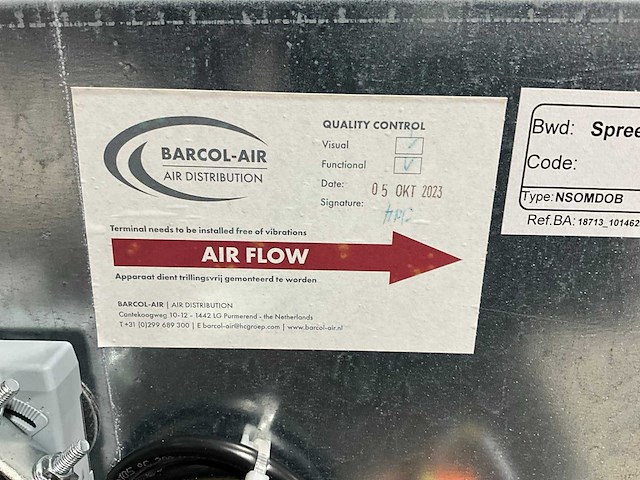 BARCOL-AIR
AIR DISTRIBUTION
QUALITY CONTROL
Visual
Functional
Date: 05 OKT 2023
Signature:
Terminal needs to be installed free of vibrations
AIR FLOW
Apparaat dient trillingsvrij gemonteerd te worden
BARCOL-AIR | AIR DISTRIBUTION
Cantekoogweg 10-12 - 1442 LG Purmerend - the Netherlands
T +31 (0)299 689 300 | E barcol-air@hcgroep.com | www.barcol-air.nl
Bwd: Spree
Code:
Type: NSOMDOB
Ref.BA: 18713_101462